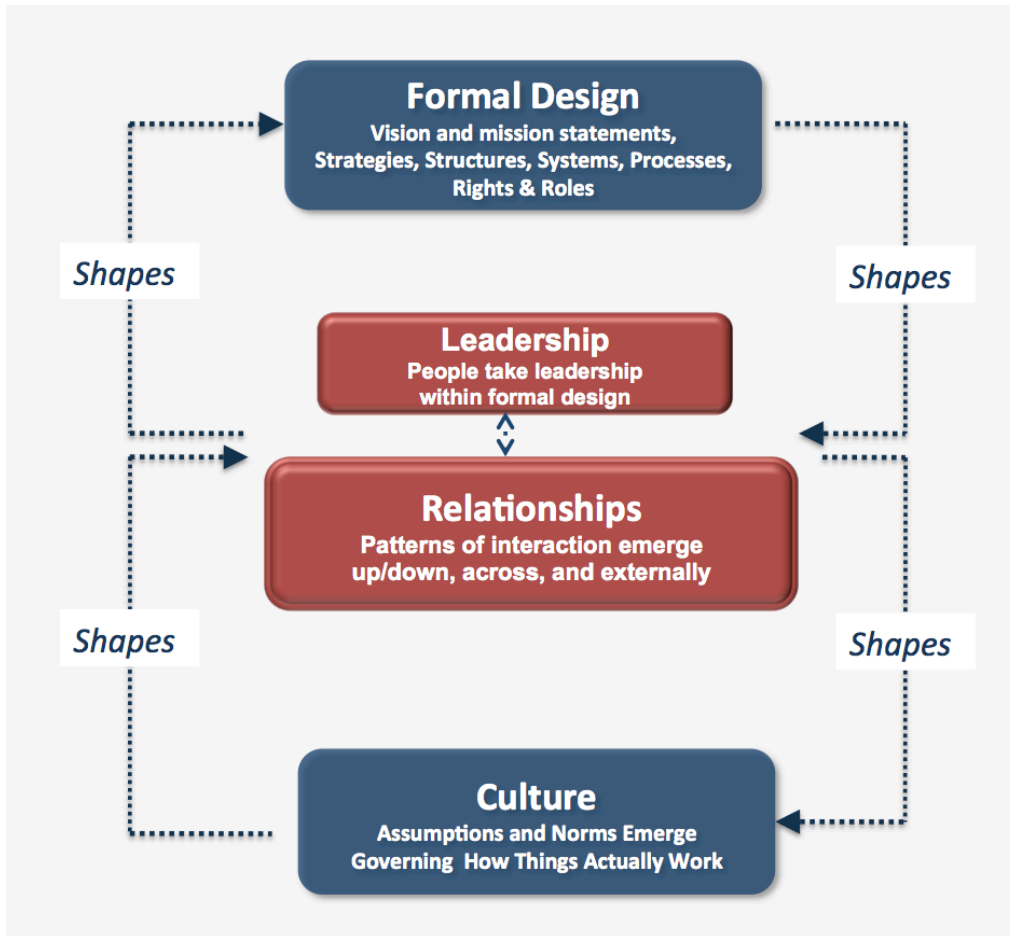 Formal Design
Vision and mission statements,
Strategies, Structures, Systems, Processes,
Rights & Roles
Shapes
Shapes
Leadership
People take leadership
within formal design
Relationships
Patterns of interaction emerge
up/down, across, and externally
Shapes
Shapes
Culture
Assumptions and Norms Emerge
Governing How Things Actually Work